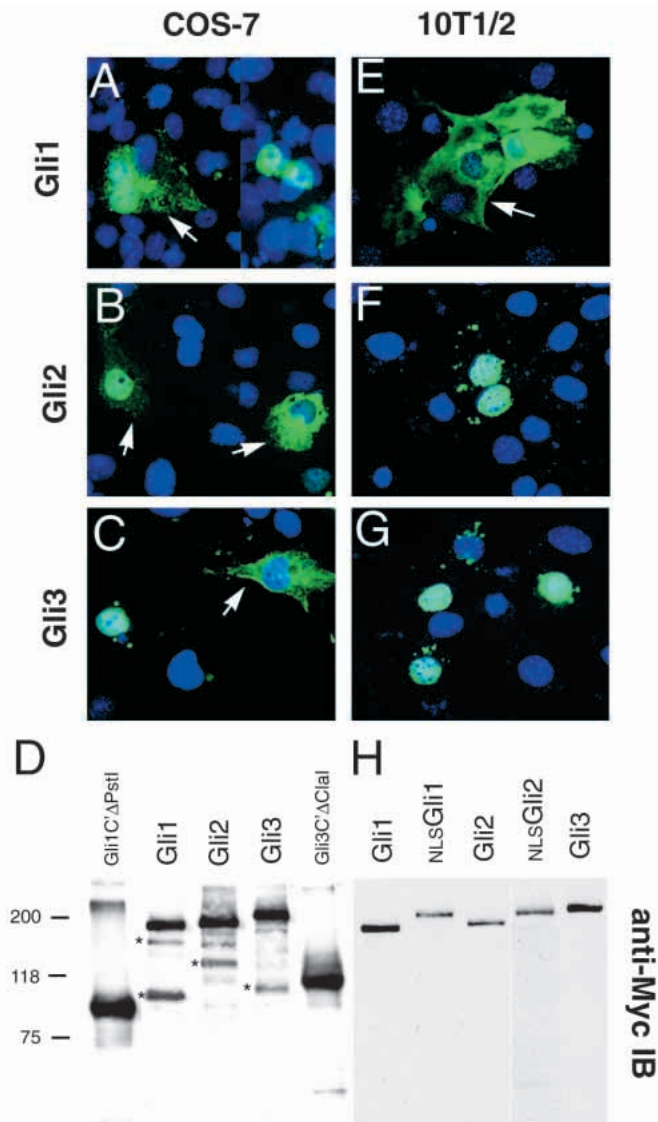 COS-7 10T1/2
A E
Gli1
B F
Gli2
C G
Gli3
D H
Gli1C'ΔPstI Gli1 Gli2 Gli3 Gli3C'ΔClaI Gli1 NLSGli1 Gli2 NLSGli2 Gli3
200
*
*
118
*
*
75
anti-Myc IB